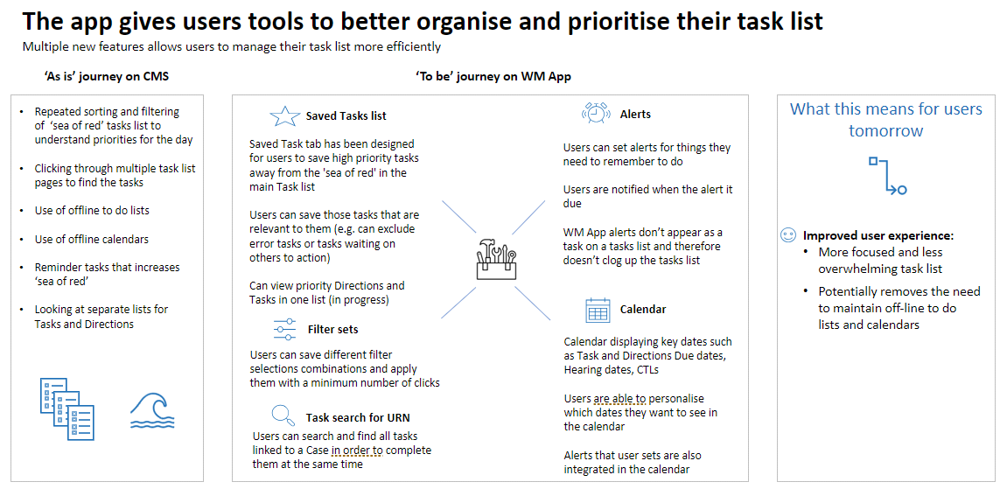 The app gives users tools to better organise and prioritise their task list
Multiple new features allows users to manage their task list more efficiently
‘As is’ journey on CMS
• Repeated sorting and filtering
of ‘sea of red’ tasks list to
understand priorities for the day
• Clicking through multiple task list
pages to find the tasks
• Use of offline to do lists
• Use of offline calendars
• Reminder tasks that increases
‘sea of red’
• Looking at separate lists for
Tasks and Directions
‘To be’ journey on WM App
Saved Tasks list
Saved Task tab has been designed
for users to save high priority tasks
away from the 'sea of red' in the
main Task list
Users can save those tasks that are
relevant to them (e.g. can exclude
error tasks or tasks waiting on
others to action)
Can view priority Directions and
Tasks in one list (in progress)
Filter sets
Users can save different filter
selections combinations and apply
them with a minimum number of clicks
Task search for URN
Users can search and find all tasks
linked to a Case in order to complete
them at the same time
Alerts
Users can set alerts for things they
need to remember to do
Users are notified when the alert it
due
WM App alerts don’t appear as a
task on a tasks list and therefore
doesn’t clog up the tasks list
Calendar
Calendar displaying key dates such
as Task and Directions Due dates,
Hearing dates, CTLs
Users are able to personalise
which dates they want to see in
the calendar
Alerts that user sets are also
integrated in the calendar
What this means for users
tomorrow
Improved user experience:
• More focused and less
overwhelming task list
• Potentially removes the need
to maintain off-line to do
lists and calendars